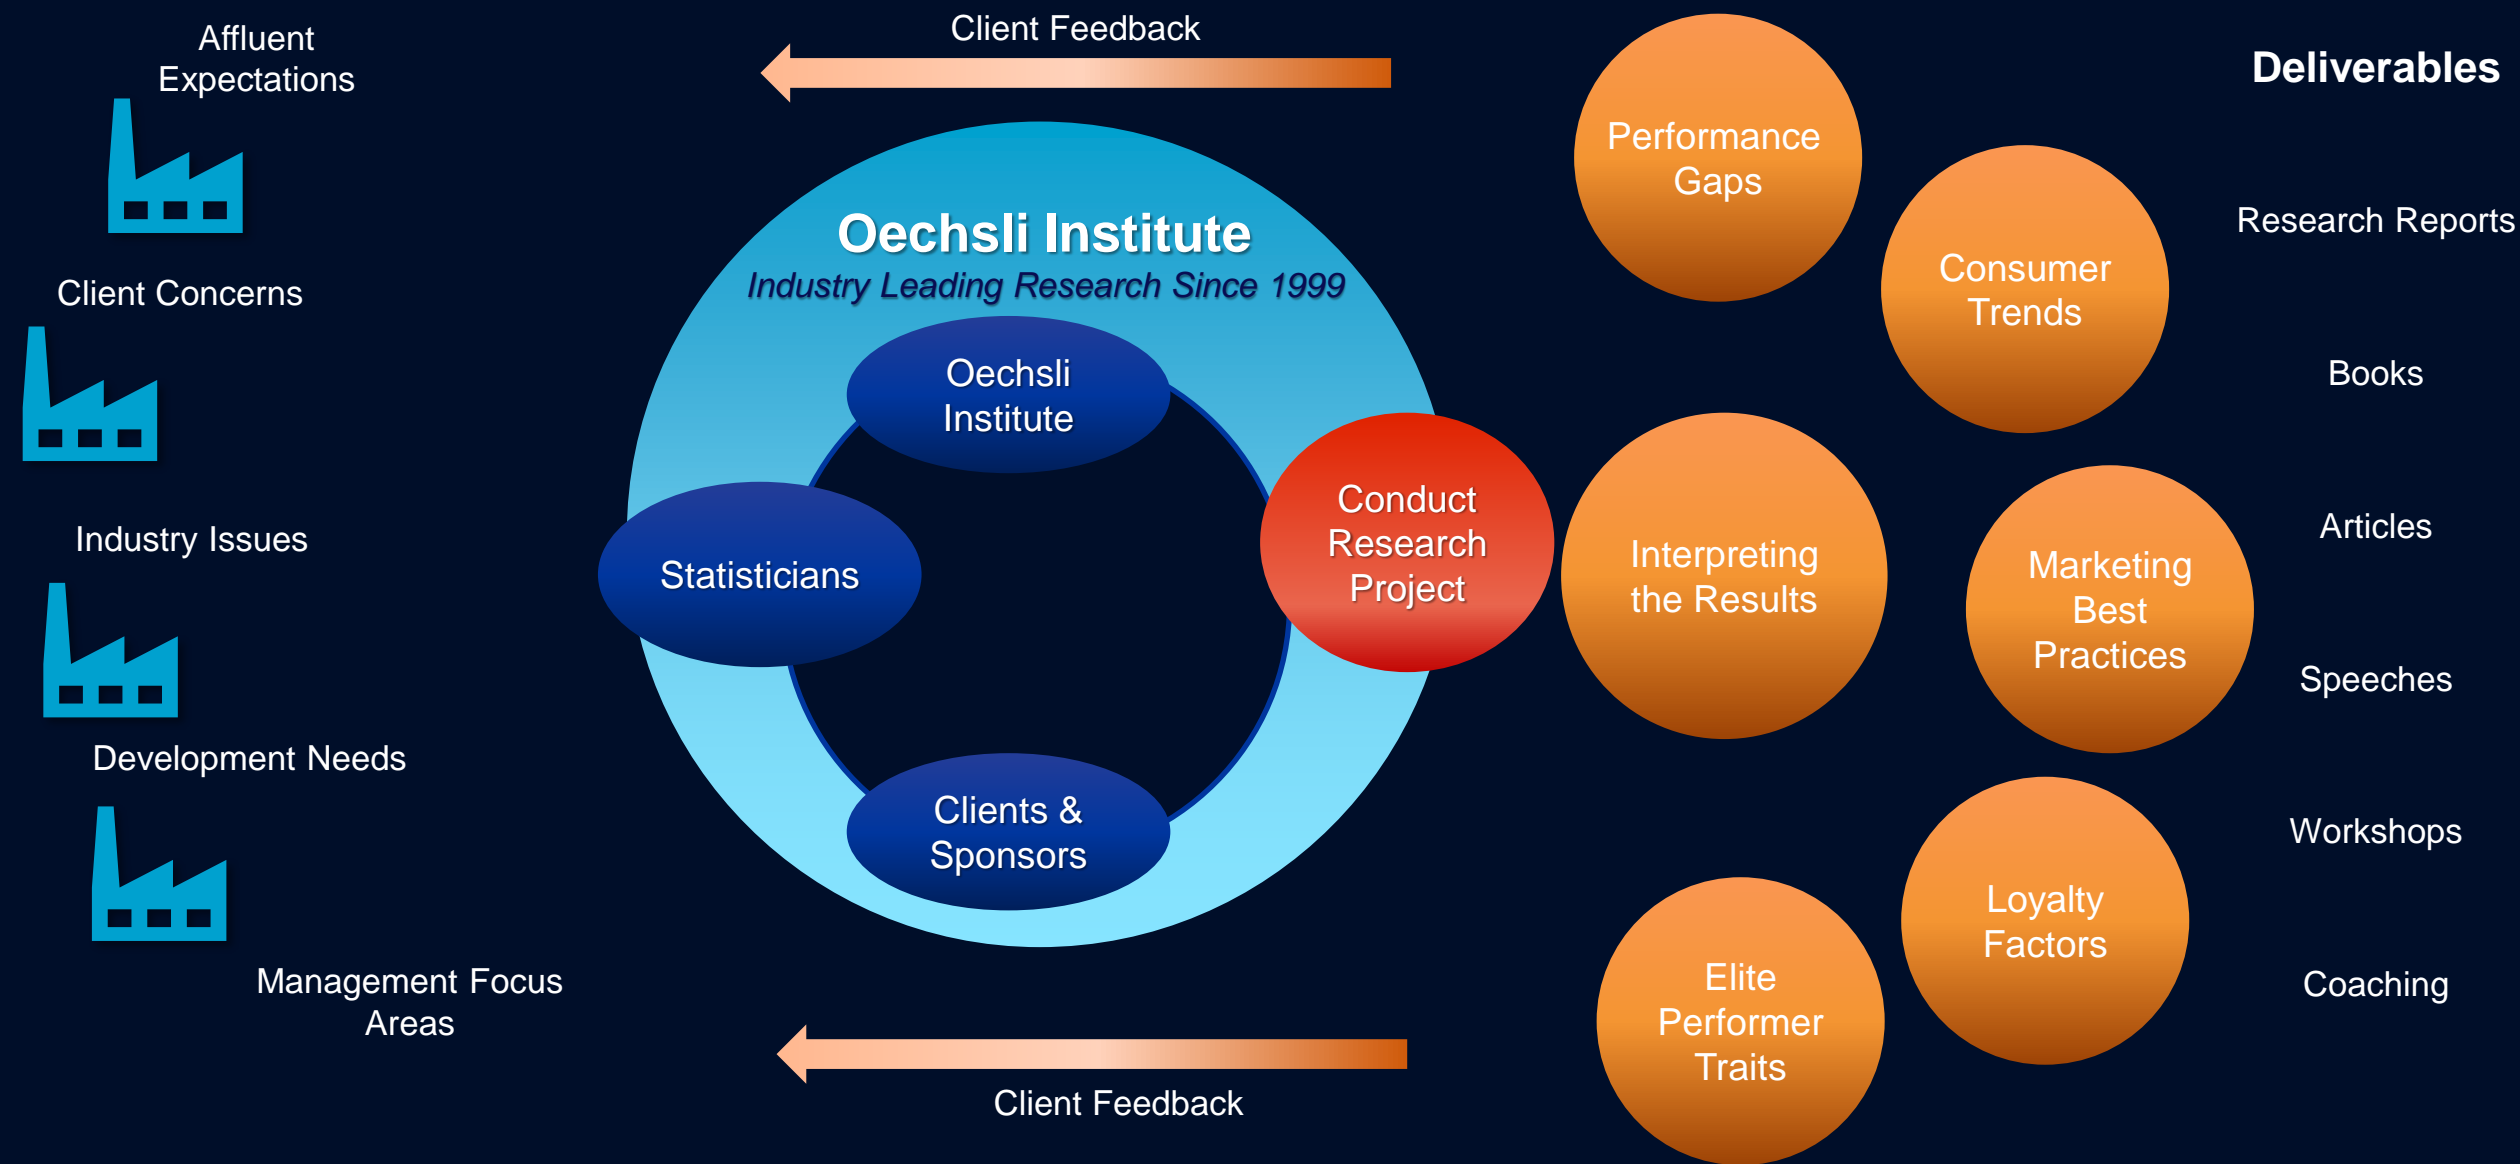 Affluent
Expectations
Client Concerns
Industry Issues
Development Needs
Management Focus
Areas
Client Feedback
Oechsli Institute
Industry Leading Research Since 1999
Oechsli
Institute
Statisticians
Clients &
Sponsors
Conduct
Research
Project
Client Feedback
Performance
Gaps
Consumer
Trends
Interpreting
the Results
Marketing
Best
Practices
Loyalty
Factors
Elite
Performer
Traits
Deliverables
Research Reports
Books
Articles
Speeches
Workshops
Coaching